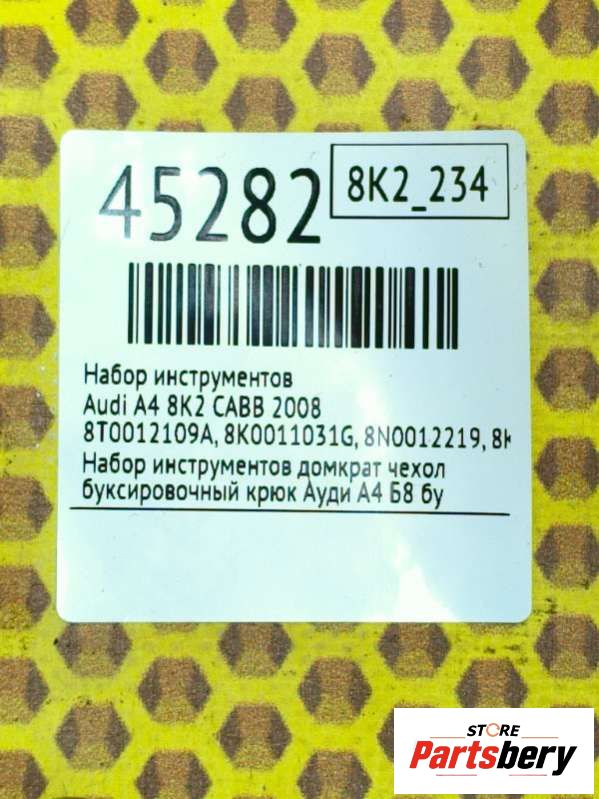 45282
8K2_234
Набор инструментов
Audi A4 8K2 CABB 2008
8T0012109A, 8K0011031G, 8N0012219,
Набор инструментов домкрат чехол
буксировочный крюк Ауди А4 Б8 бу
STORE
Partsbery